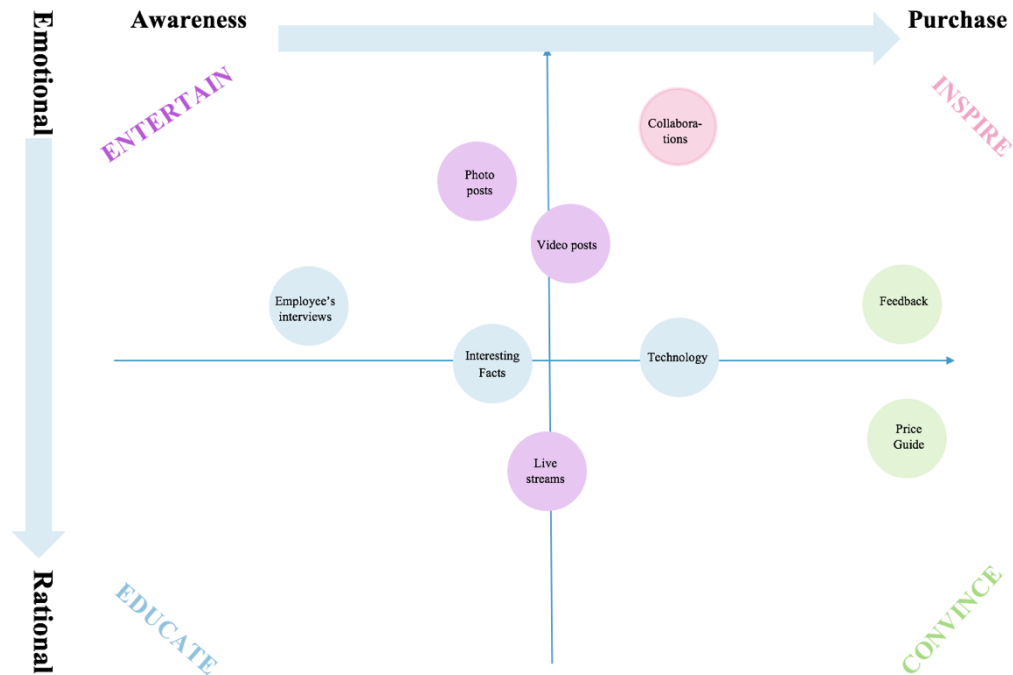 Emotional
Awareness
Purchase
ENTERTAIN
INSPIRE
Collabora-
tions
Photo
posts
Video posts
Employee's
interviews
Feedback
Interesting
Facts
Technology
Price
Guide
Live
streams
Rational
EDUCATE
CONVINCE